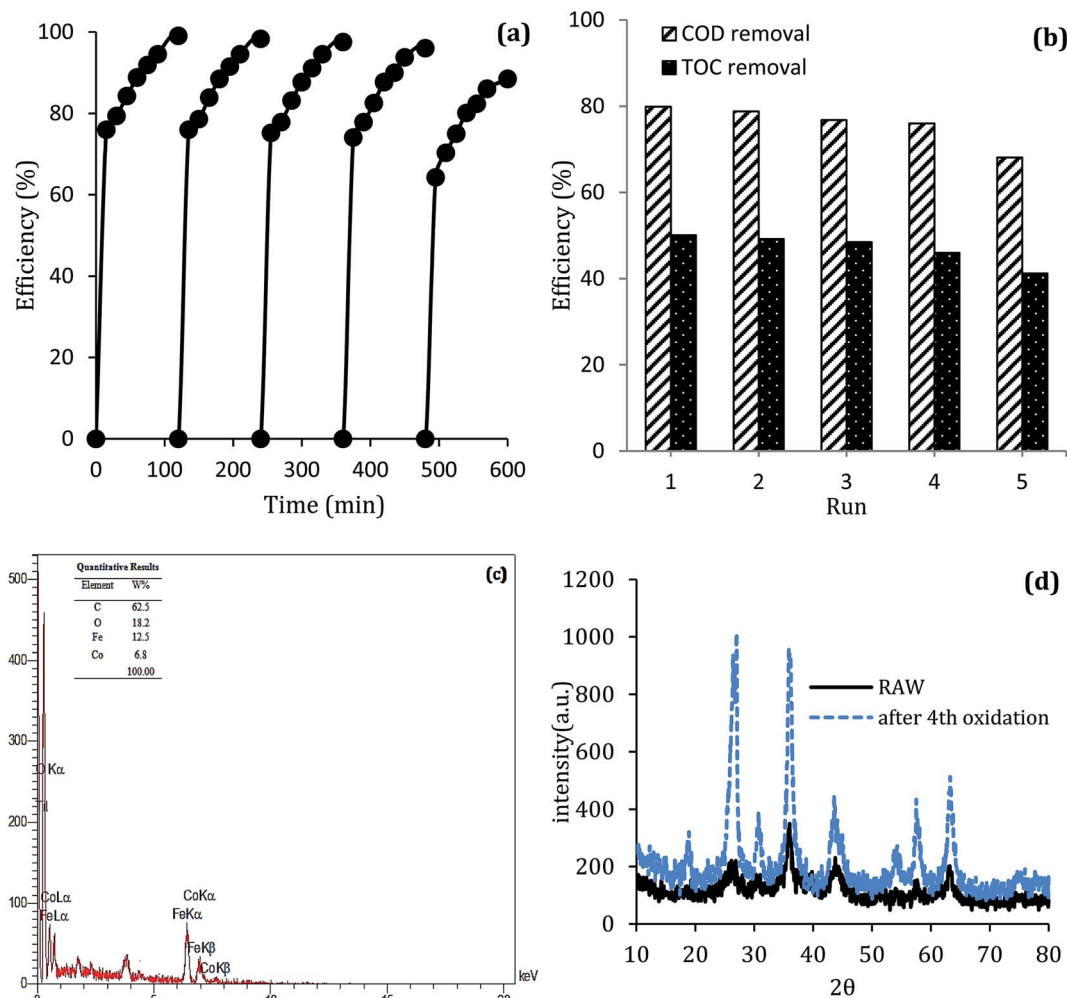 (a)
100
80
60
40
20
0
Efficiency (%)
0 100 200 300 400 500 600
Time (min)
(b)
COD removal
TOC removal
100
80
60
40
20
0
Efficiency (%)
1 2 3 4 5
Run
(c)
Quantitative Results
Element W%
C 62.5
O 18.2
Fe 12.5
Co 6.8
100.00
500
400
300
200
100
0
O Kα
CoLα
FeLα
CoKα
FeKα
FeKβ
CoKβ
keV
0 5 10 20
(d)
1200
1000
800
600
400
200
0
intensity(a.u.)
RAW
after 4th oxidation
10 20 30 40 50 60 70 80
2θ